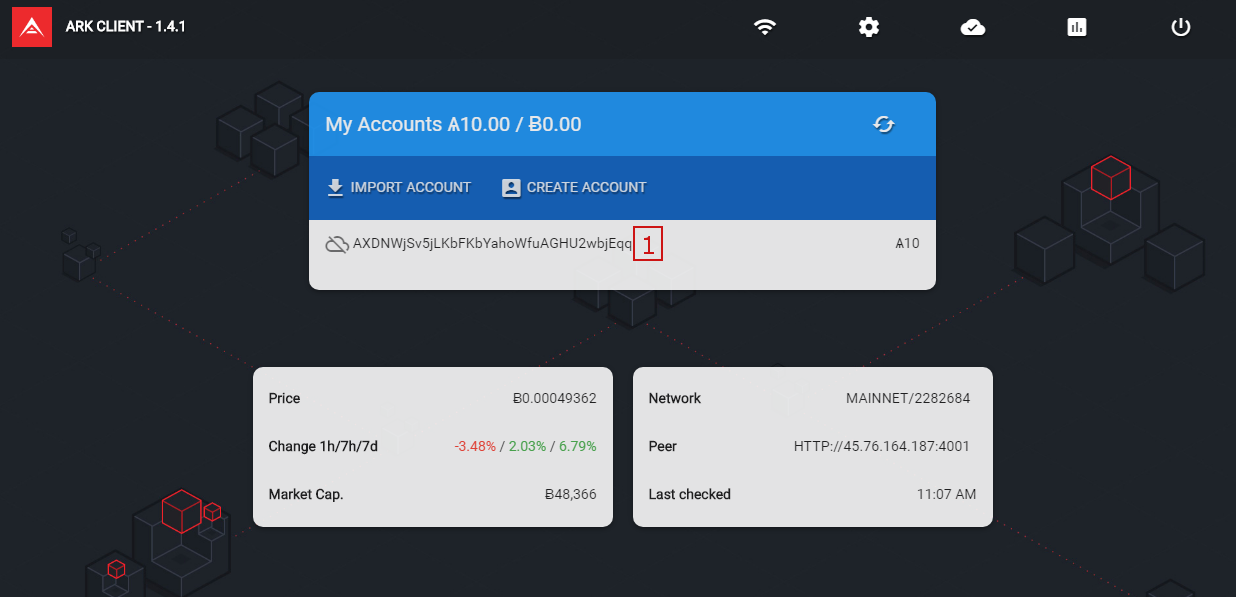 ARK CLIENT - 1.4.1
My Accounts Ѧ10.00 / Ƀ0.00
IMPORT ACCOUNT CREATE ACCOUNT
AXDNWjSv5jLKbFKbYahoWfuAGHU2wbjEqq 1 Ѧ10
Price Ƀ0.00049362
Change 1h/7h/7d -3.48% / 2.03% / 6.79%
Market Cap. Ƀ48,366
Network MAINNET/2282684
Peer HTTP://45.76.164.187:4001
Last checked 11:07 AM